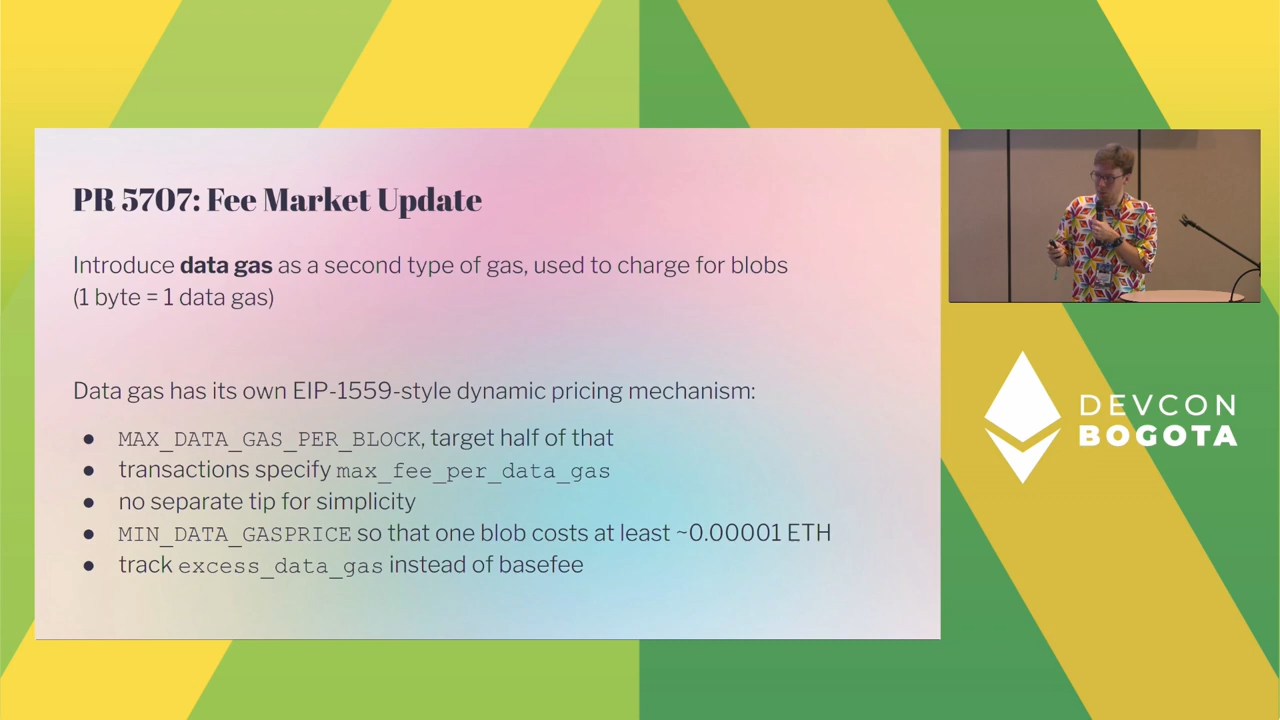 PR 5707: Fee Market Update
Introduce data gas as a second type of gas, used to charge for blobs
(1 byte = 1 data gas)
Data gas has its own EIP-1559-style dynamic pricing mechanism:
● MAX_DATA_GAS_PER_BLOCK, target half of that
● transactions specify max_fee_per_data_gas
● no separate tip for simplicity
● MIN_DATA_GASPRICE so that one blob costs at least ~0.00001 ETH
● track excess_data_gas instead of basefee
DEVCON
BOGOTA